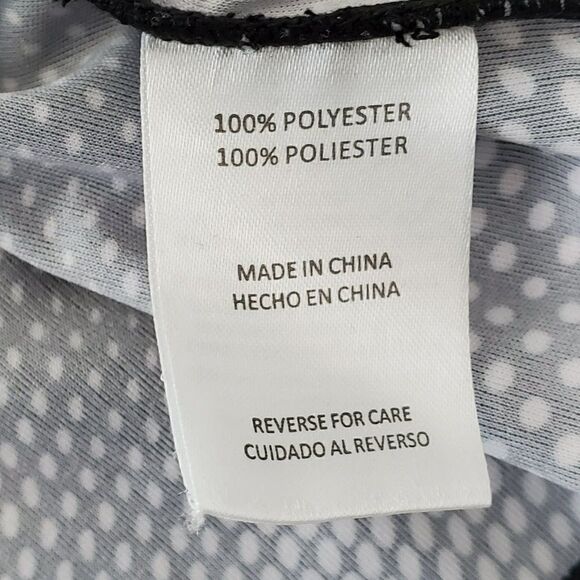 100% POLYESTER
100% POLIESTER
MADE IN CHINA
HECHO EN CHINA
REVERSE FOR CARE
CUIDADO AL REVERSO